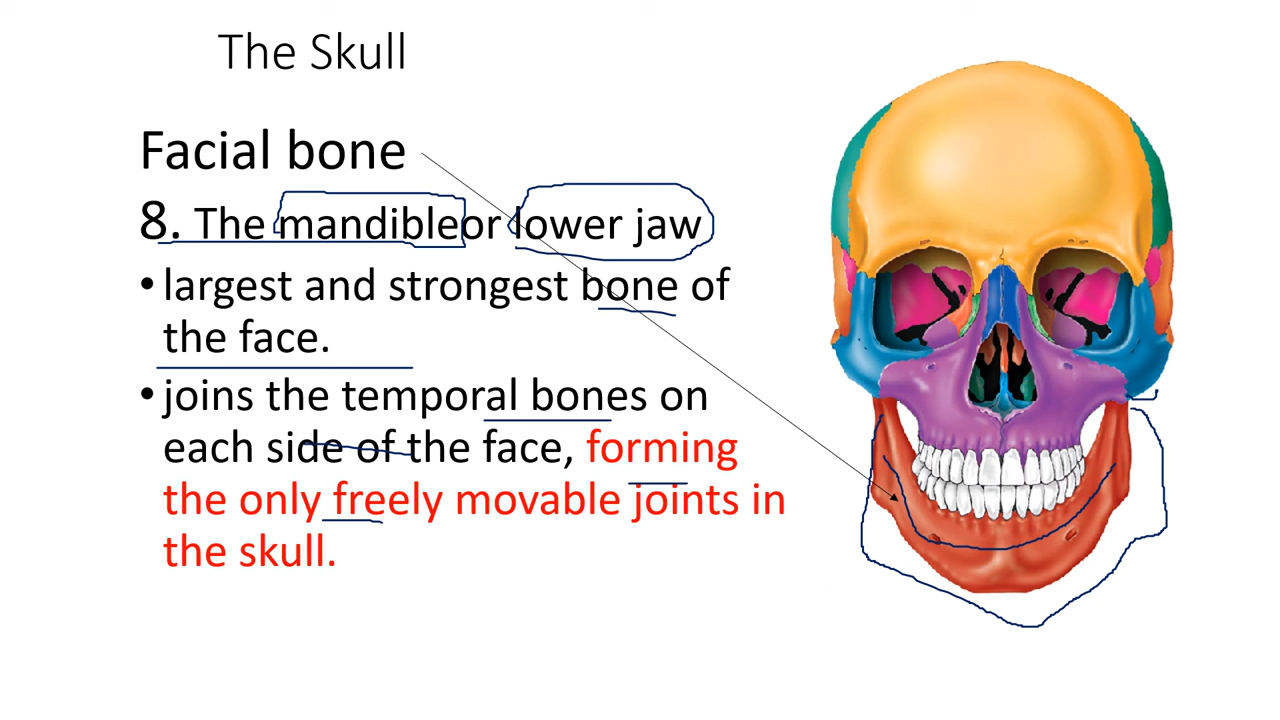 The Skull
Facial bone
8. The mandibleor lower jaw
• largest and strongest bone of
the face.
• joins the temporal bones on
each side of the face, forming
the only freely movable joints in
the skull.